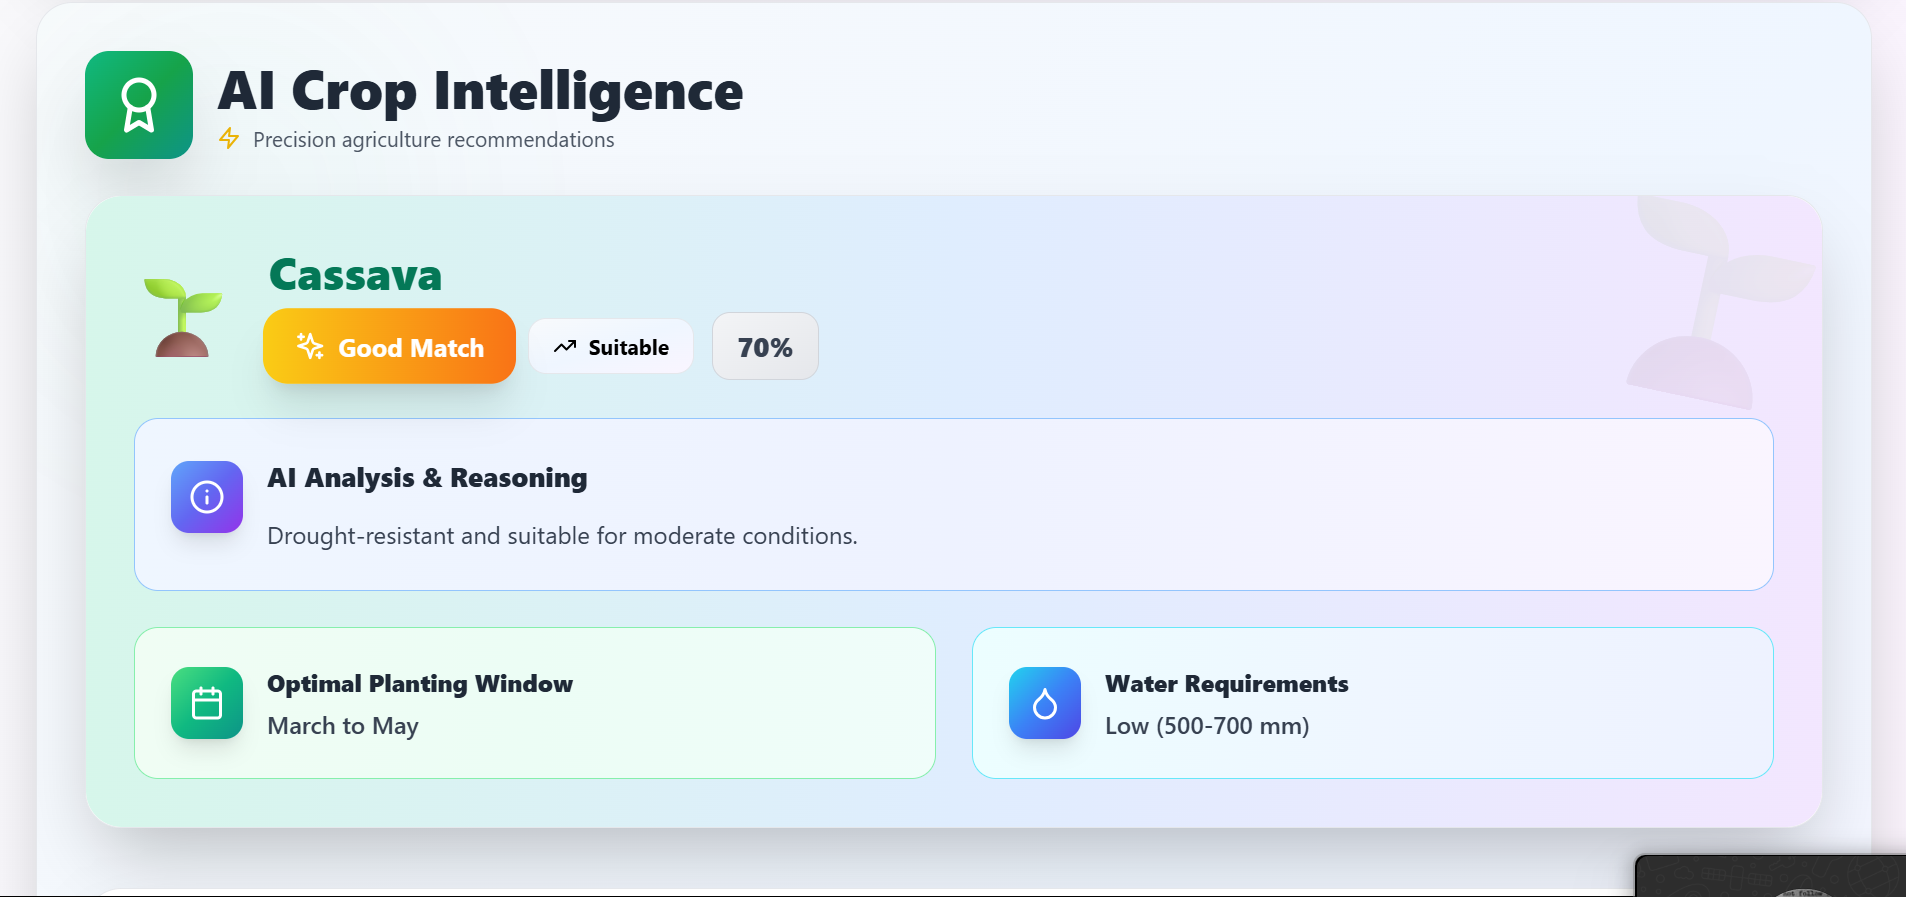 AI Crop Intelligence
Precision agriculture recommendations
Cassava
Good Match
Suitable
70%
AI Analysis & Reasoning
Drought-resistant and suitable for moderate conditions.
Optimal Planting Window
March to May
Water Requirements
Low (500-700 mm)